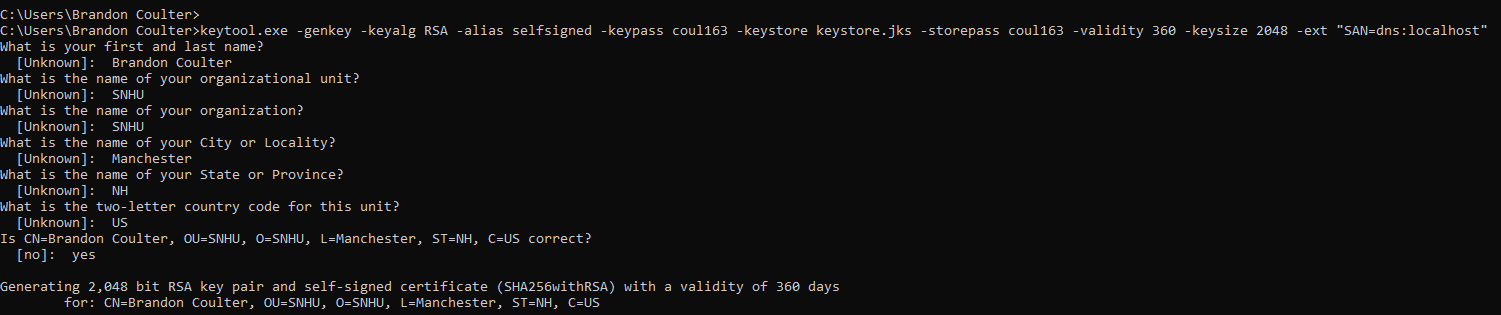 C:\Users\Brandon Coulter>
C:\Users\Brandon Coulter>keytool.exe -genkey -keyalg RSA -alias selfsigned -keypass coul163 -keystore keystore.jks -storepass coul163 -validity 360 -keysize 2048 -ext "SAN=dns:localhost"
What is your first and last name?
  [Unknown]:  Brandon Coulter
What is the name of your organizational unit?
  [Unknown]:  SNHU
What is the name of your organization?
  [Unknown]:  SNHU
What is the name of your City or Locality?
  [Unknown]:  Manchester
What is the name of your State or Province?
  [Unknown]:  NH
What is the two-letter country code for this unit?
  [Unknown]:  US
Is CN=Brandon Coulter, OU=SNHU, O=SNHU, L=Manchester, ST=NH, C=US correct?
  [no]:  yes

Generating 2,048 bit RSA key pair and self-signed certificate (SHA256withRSA) with a validity of 360 days
        for: CN=Brandon Coulter, OU=SNHU, O=SNHU, L=Manchester, ST=NH, C=US